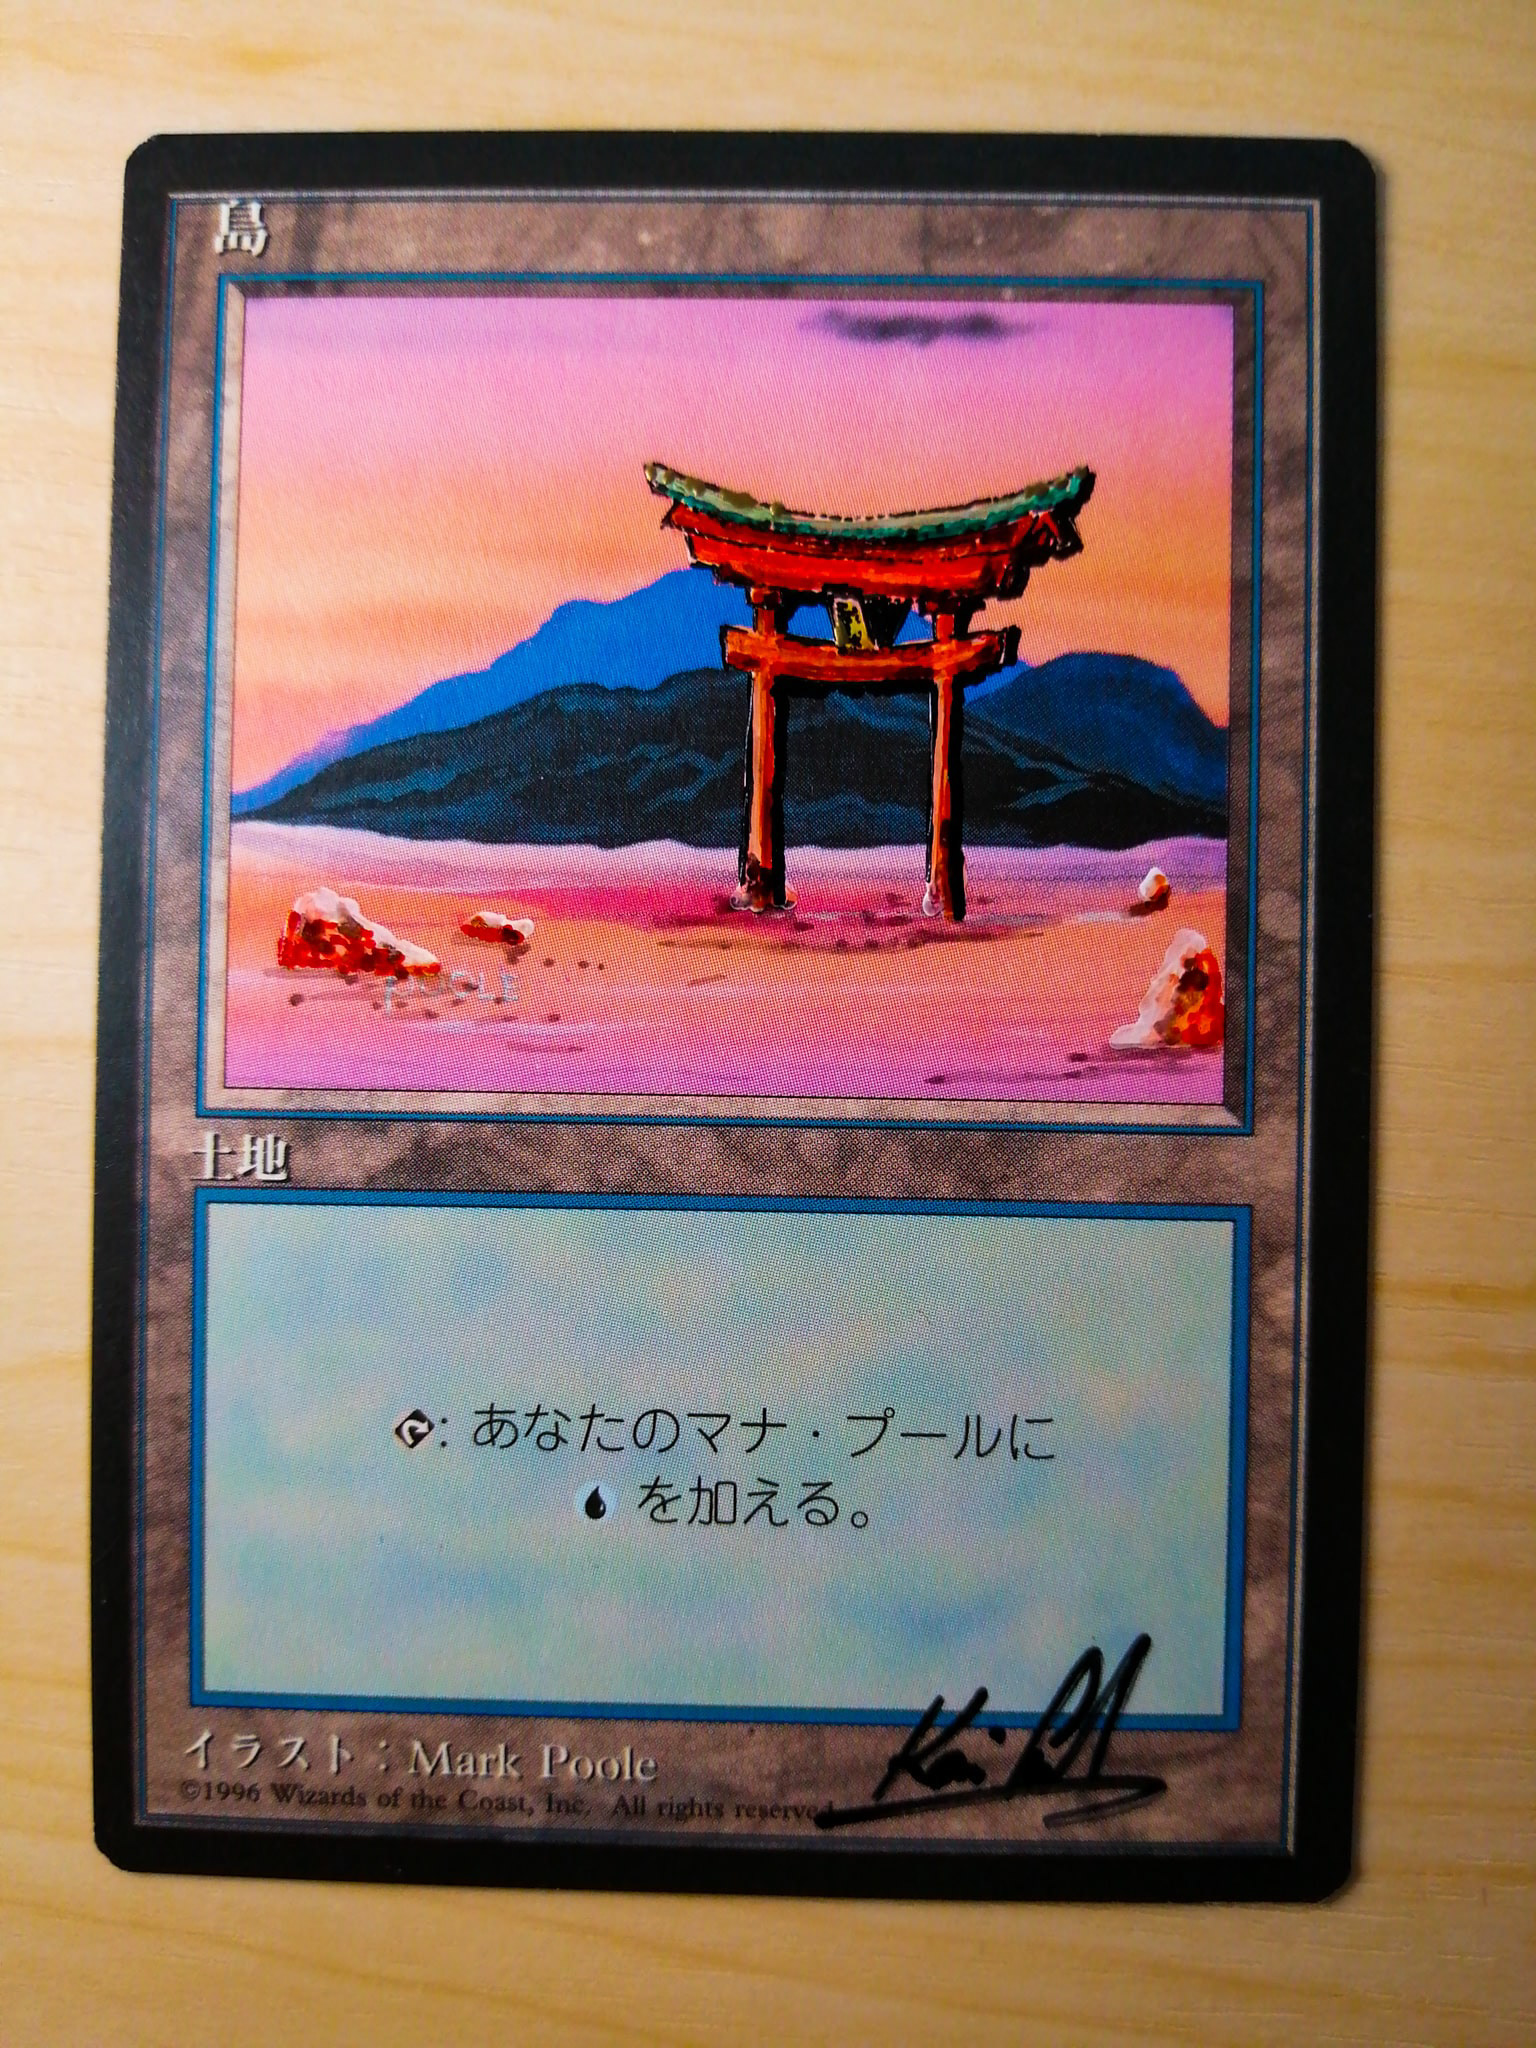 島
POOLE
土地
: あなたのマナ・プールに
を加える。
イラスト：Mark Poole
©1996 Wizards of the Coast, Inc. All rights reserved